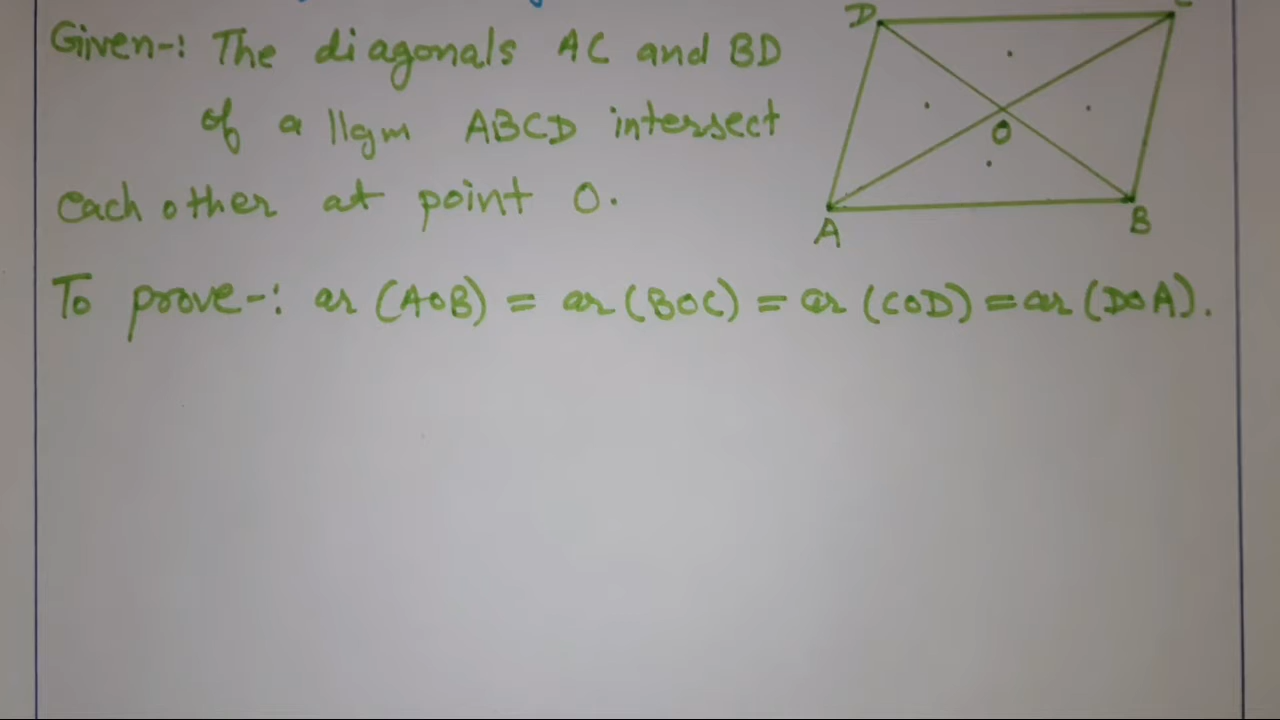 Given-: The diagonals AC and BD
of a ||gm ABCD intersect
each other at point O.
To prove-: ar (AOB) = ar (BOC) = ar (COD) = ar (DOA).
D
O
A
B